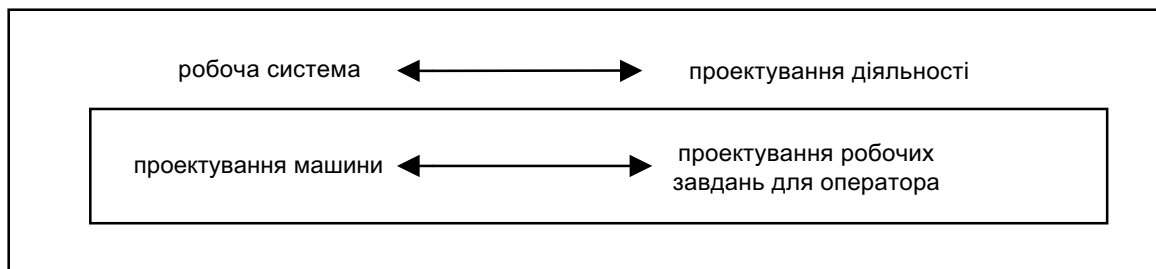 робоча система
проектування діяльності
проектування машини
проектування робочих
завдань для оператора